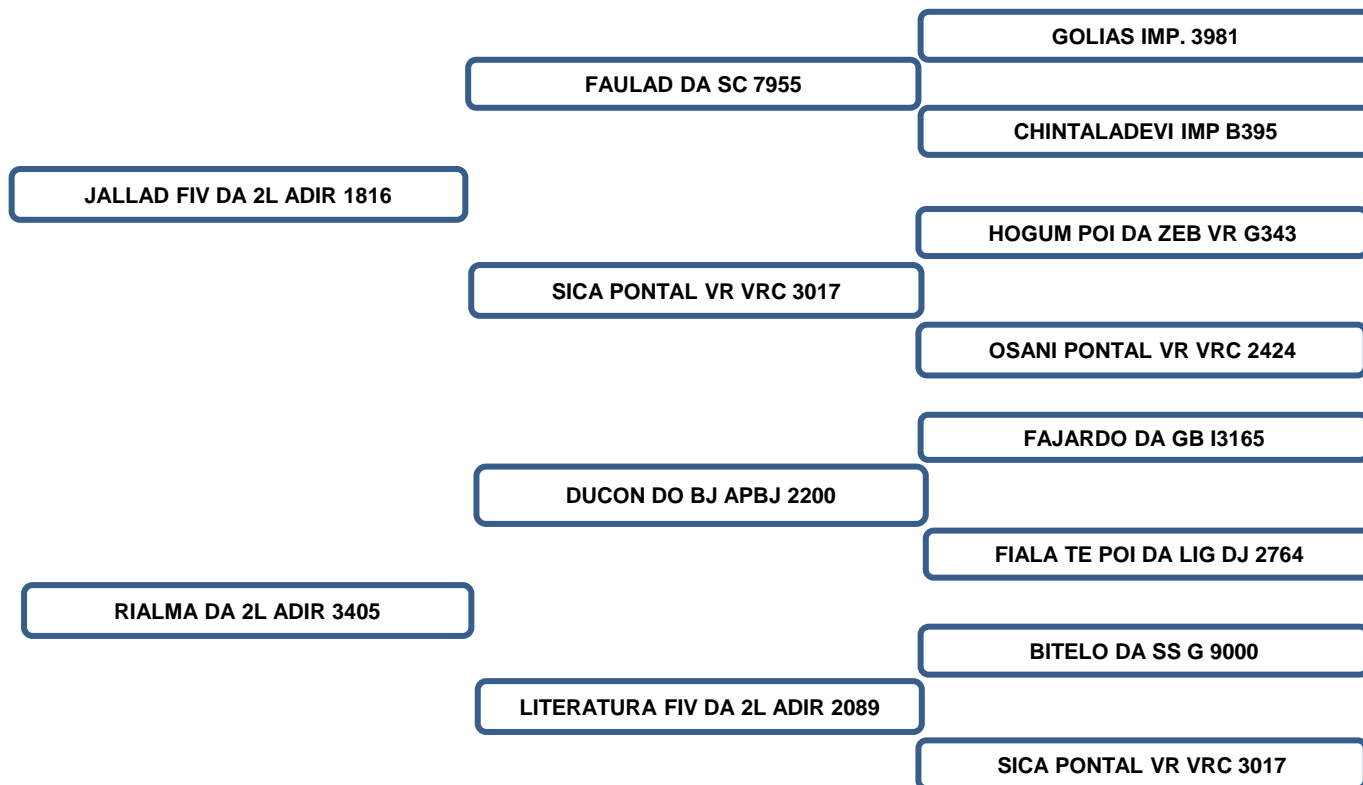 GOLIAS IMP. 3981
FAULAD DA SC 7955
CHINTALADEVI IMP B395
JALLAD FIV DA 2L ADIR 1816
HOGUM POI DA ZEB VR G343
SICA PONTAL VR VRC 3017
OSANI PONTAL VR VRC 2424
FAJARDO DA GB I3165
DUCON DO BJ APBJ 2200
FIALA TE POI DA LIG DJ 2764
RIALMA DA 2L ADIR 3405
BITELO DA SS G 9000
LITERATURA FIV DA 2L ADIR 2089
SICA PONTAL VR VRC 3017